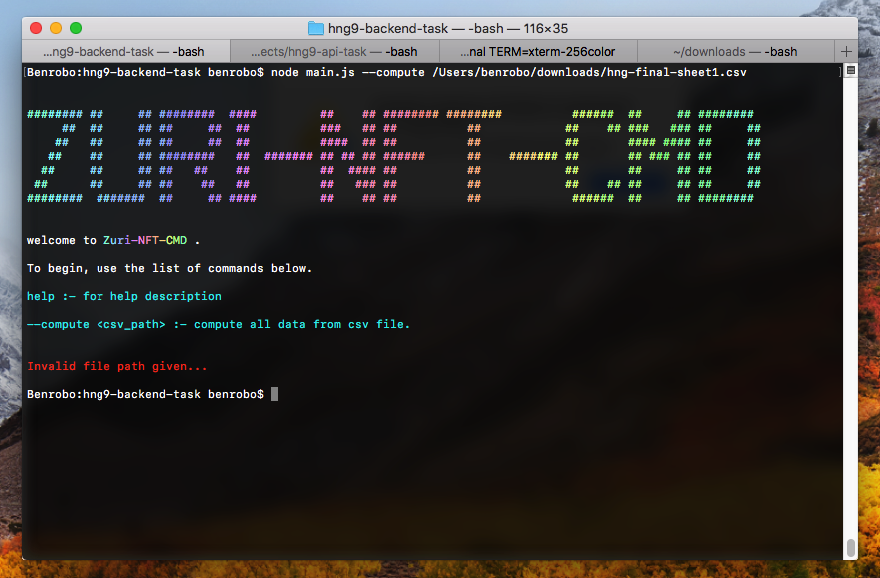 hng9-backend-task — -bash — 116×35
...ng9-backend-task — -bash
...ects/hng9-api-task — -bash
...nal TERM=xterm-256color
~/downloads — -bash
[Benrobo:hng9-backend-task benrobo$ node main.js --compute /Users/benrobo/downloads/hng-final-sheet1.csv ]
ZURI-NFT-CMD
welcome to Zuri-NFT-CMD .
To begin, use the list of commands below.
help :- for help description
--compute <csv_path> :- compute all data from csv file.
Invalid file path given...
Benrobo:hng9-backend-task benrobo$